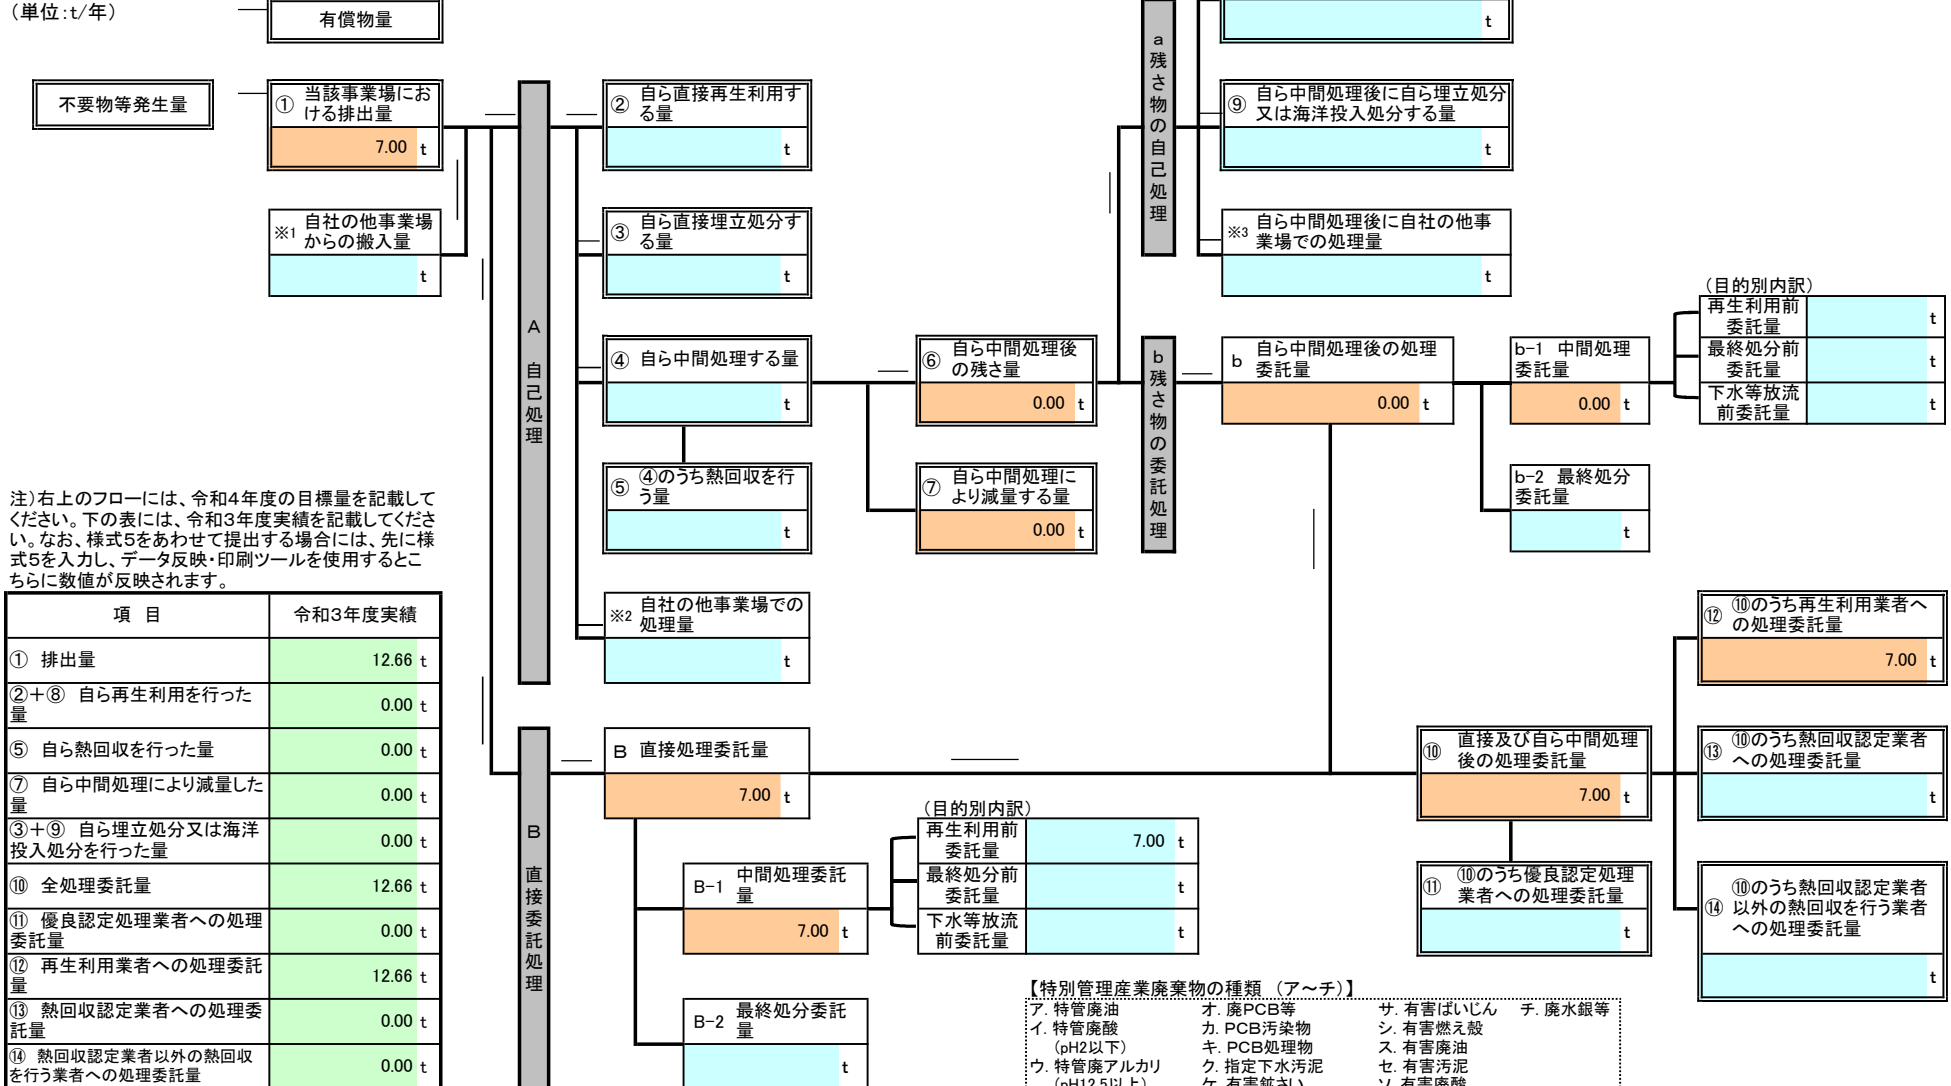 （単位:t/年）
有償物量
t
不要物等発生量
① 当該事業場にお
ける排出量
7.00 t
※1 自社の他事業場
からの搬入量
t
A
自
己
処
理
② 自ら直接再生利用す
る量
t
③ 自ら直接埋立処分す
る量
t
④ 自ら中間処理する量
t
⑤ ④のうち熱回収を行
う量
t
※2 自社の他事業場での
処理量
t
⑥ 自ら中間処理後
の残さ量
0.00 t
⑦ 自ら中間処理に
より減量する量
0.00 t
a
残
さ
物
の
自
己
処
理
⑨ 自ら中間処理後に自ら埋立処分
又は海洋投入処分する量
t
※3 自ら中間処理後に自社の他事
業場での処理量
t
b
残
さ
物
の
委
託
処
理
b 自ら中間処理後の処理
委託量
0.00 t
b-1 中間処理
委託量
0.00 t
（目的別内訳）
再生利用前
委託量
t
最終処分前
委託量
t
下水等放流
前委託量
t
b-2 最終処分
委託量
t
注）右上のフローには、令和４年度の目標量を記載して
ください。下の表には、令和３年度実績を記載してくださ
い。なお、様式５をあわせて提出する場合には、先に様
式５を入力し、データ反映・印刷ツールを使用するとこ
ちらに数値が反映されます。
項 目 令和３年度実績
① 排出量 12.66 t
②＋⑧ 自ら再生利用を行った
量 0.00 t
⑤ 自ら熱回収を行った量 0.00 t
⑦ 自ら中間処理により減量した
量 0.00 t
③＋⑨ 自ら埋立処分又は海洋
投入処分を行った量 0.00 t
⑩ 全処理委託量 12.66 t
⑪ 優良認定処理業者への処理
委託量 0.00 t
⑫ 再生利用業者への処理委託
量 12.66 t
⑬ 熱回収認定業者への処理委
託量 0.00 t
⑭ 熱回収認定業者以外の熱回収
を行う業者への処理委託量 0.00 t
B
直
接
委
託
処
理
B 直接処理委託量
7.00 t
B-1 中間処理委託
量
7.00 t
（目的別内訳）
再生利用前
委託量
7.00 t
最終処分前
委託量
t
下水等放流
前委託量
t
B-2 最終処分委託
量
t
⑩ 直接及び自ら中間処理
後の処理委託量
7.00 t
⑪ ⑩のうち優良認定処理
業者への処理委託量
t
⑫ ⑩のうち再生利用業者へ
の処理委託量
7.00 t
⑬ ⑩のうち熱回収認定業者
への処理委託量
t
⑭ ⑩のうち熱回収認定業者
以外の熱回収を行う業者
への処理委託量
t
【特別管理産業廃棄物の種類 （ア～チ）】
ア. 特管廃油 オ. 廃PCB等 サ. 有害ばいじん チ. 廃水銀等
イ. 特管廃酸 カ. PCB汚染物 シ. 有害燃え殻
（pH2以下） キ. PCB処理物 ス. 有害廃油
ウ. 特管廃アルカリ ク. 指定下水汚泥 セ. 有害汚泥
（pH12.5以上） ケ. 有害鉱さい ソ. 有害廃酸